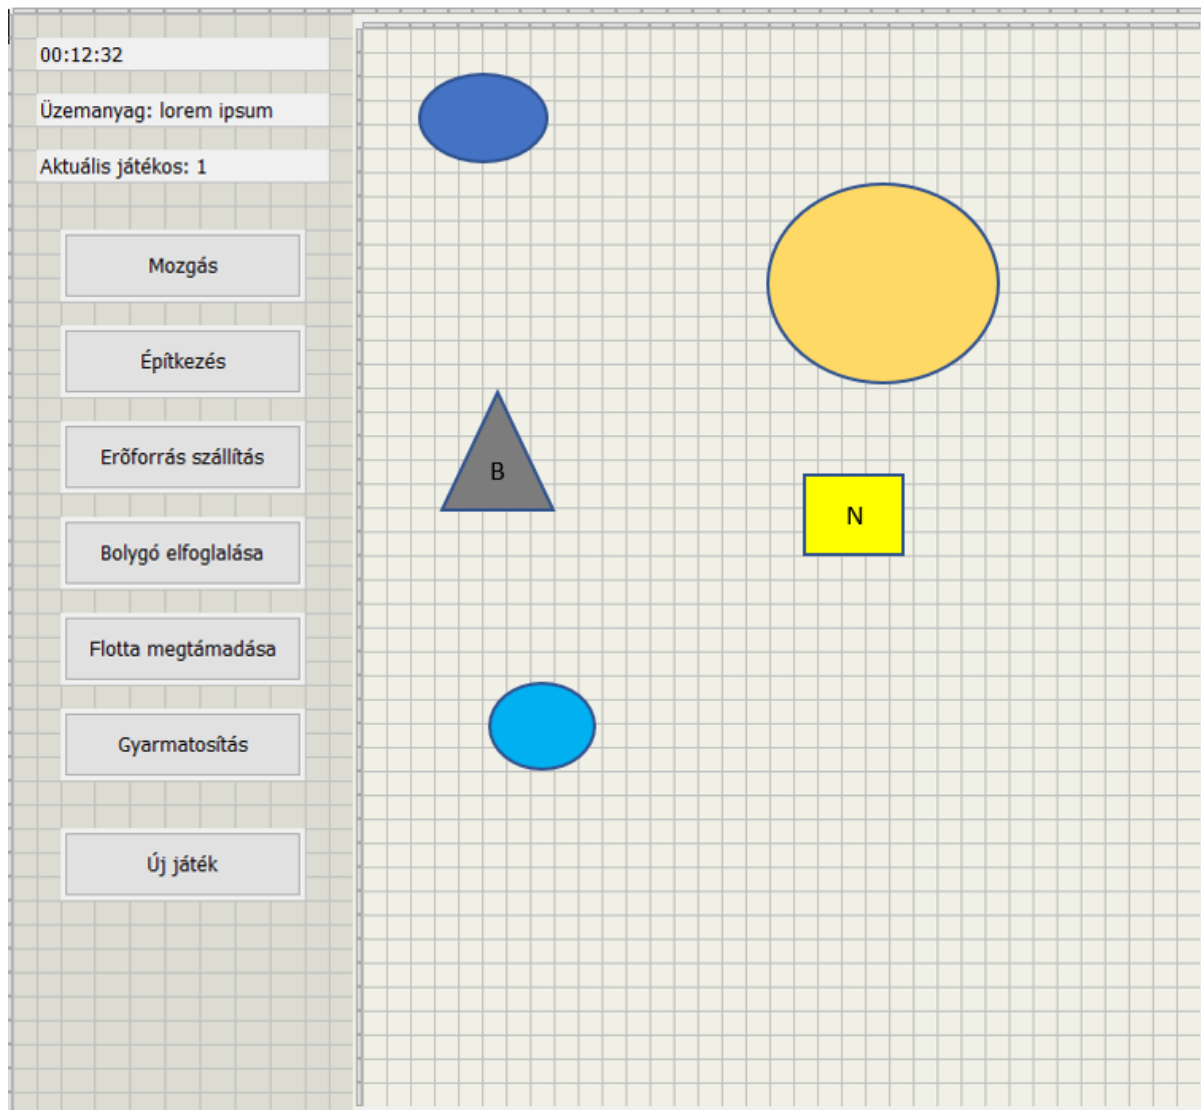 00:12:32
Üzemanyag: lorem ipsum
Aktuális játékos: 1
Mozgás
Építkezés
Erőforrás szállítás
B
N
Bolygó elfoglalása
Flotta megtámadása
Gyarmatosítás
Új játék